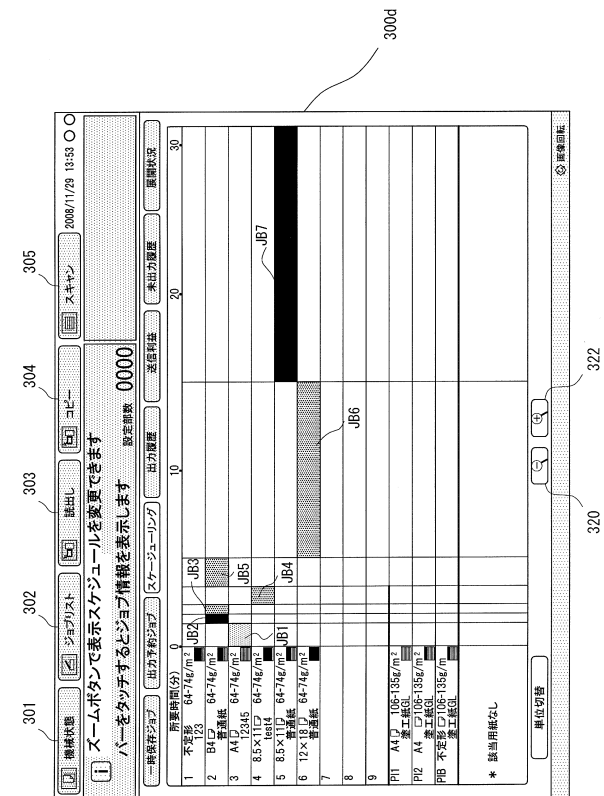 300d
301
302
303
304
305
機械状態
ジョブリスト
読出し
コピー
スキャン
2008/11/29 13:53
i
ズームボタンで表示スケジュールを変更できます
バーをタッチするとジョブ情報を表示します
設定部数 0000
一時保存ジョブ
出力予約ジョブ
スケージューリング
出力履歴
送信利益
未出力履歴
展開状況
所要時間(分)
0
10
20
30
1 不定形 64-74g/m²
123
2 B4 64-74g/m²
普通紙
3 A4 64-74g/m²
12345
4 8.5×11 64-74g/m²
test4
5 8.5×11 64-74g/m²
普通紙
6 12×18 64-74g/m²
普通紙
7
8
9
PI1 A4 106-135g/m²
塗工紙GL
PI2 A4 106-135g/m²
塗工紙GL
PIB 不定形 106-135g/m²
塗工紙GL
* 該当用紙なし
JB1
JB2
JB3
JB4
JB5
JB6
JB7
単位切替
画像回転
320
322